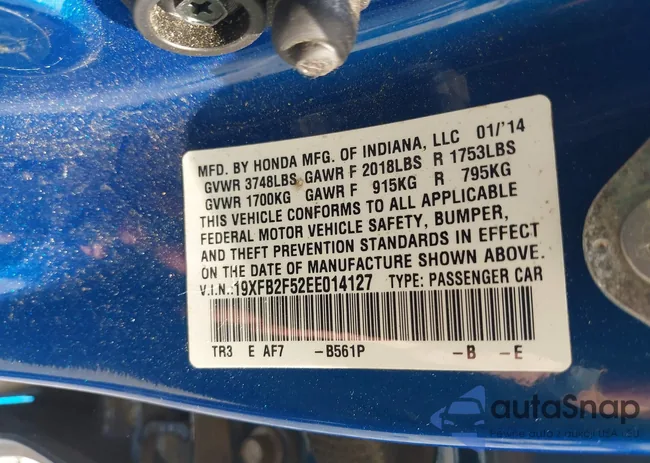 MFD. BY HONDA MFG. OF INDIANA, LLC 01/'14
GVWR 3748LBS GAWR F 2018LBS R 1753LBS
GVWR 1700KG GAWR F 915KG R 795KG
THIS VEHICLE CONFORMS TO ALL APPLICABLE
FEDERAL MOTOR VEHICLE SAFETY, BUMPER,
AND THEFT PREVENTION STANDARDS IN EFFECT
ON THE DATE OF MANUFACTURE SHOWN ABOVE.
V.I.N.:19XFB2F52EE014127 TYPE: PASSENGER CAR
TR3 E AF7 -B561P -B -E
autaSnap